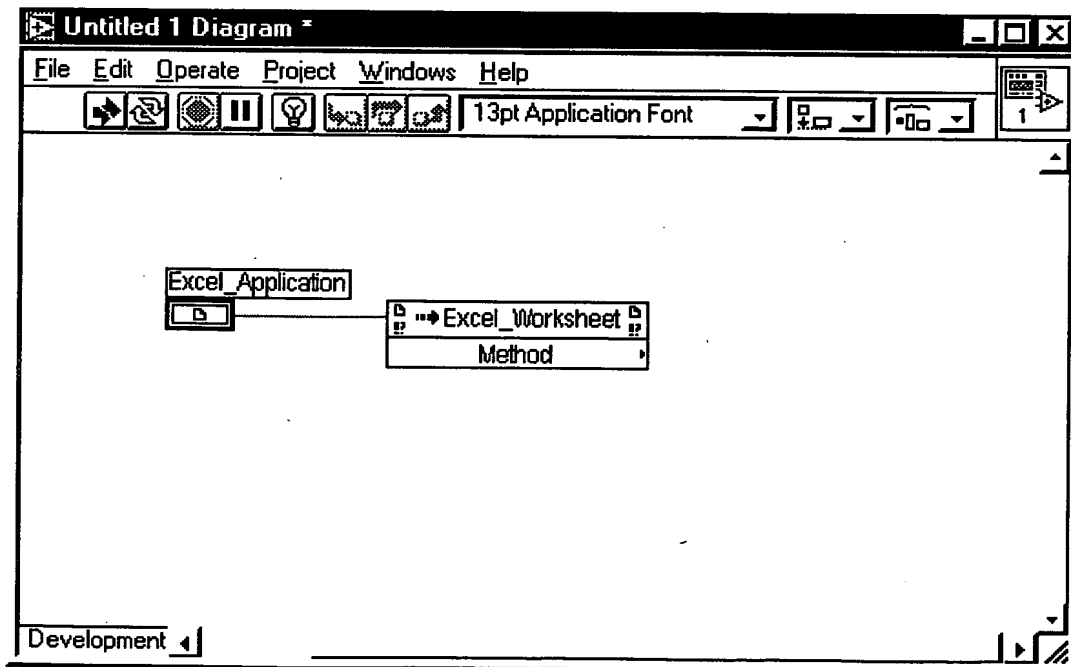 Untitled 1 Diagram *
File Edit Operate Project Windows Help
13pt Application Font
1
Excel_Application
Excel_Worksheet
Method
Development